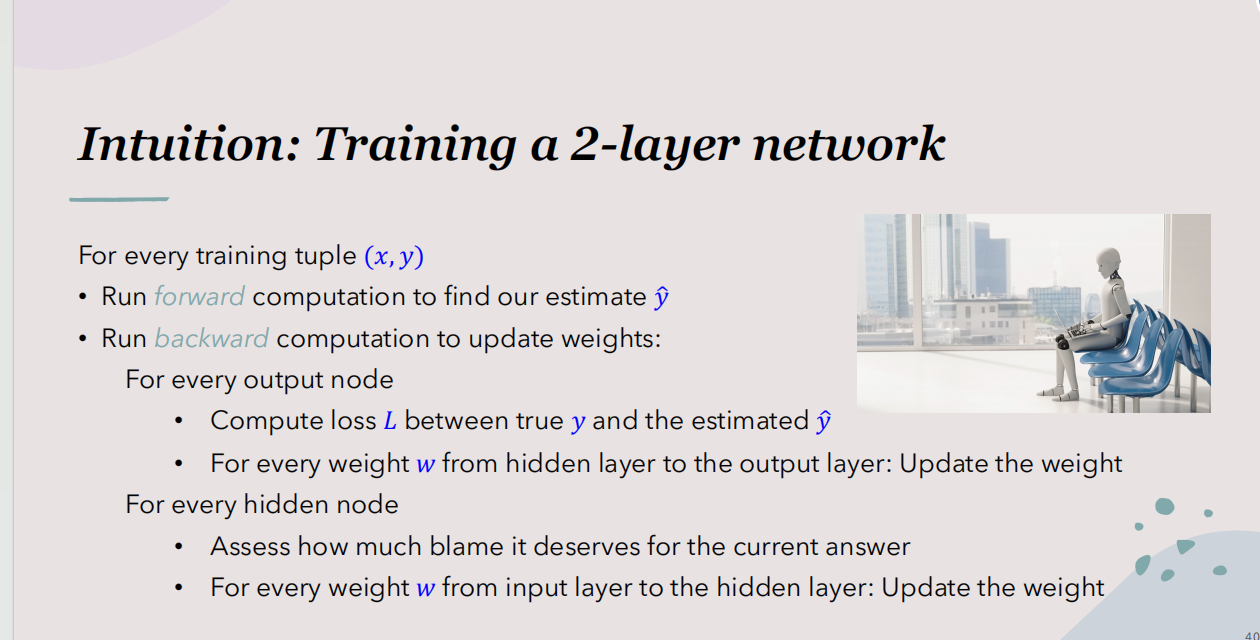 Intuition: Training a 2-layer network
For every training tuple (x, y)
• Run forward computation to find our estimate ŷ
• Run backward computation to update weights:
For every output node
• Compute loss L between true y and the estimated ŷ
• For every weight w from hidden layer to the output layer: Update the weight
For every hidden node
• Assess how much blame it deserves for the current answer
• For every weight w from input layer to the hidden layer: Update the weight
40